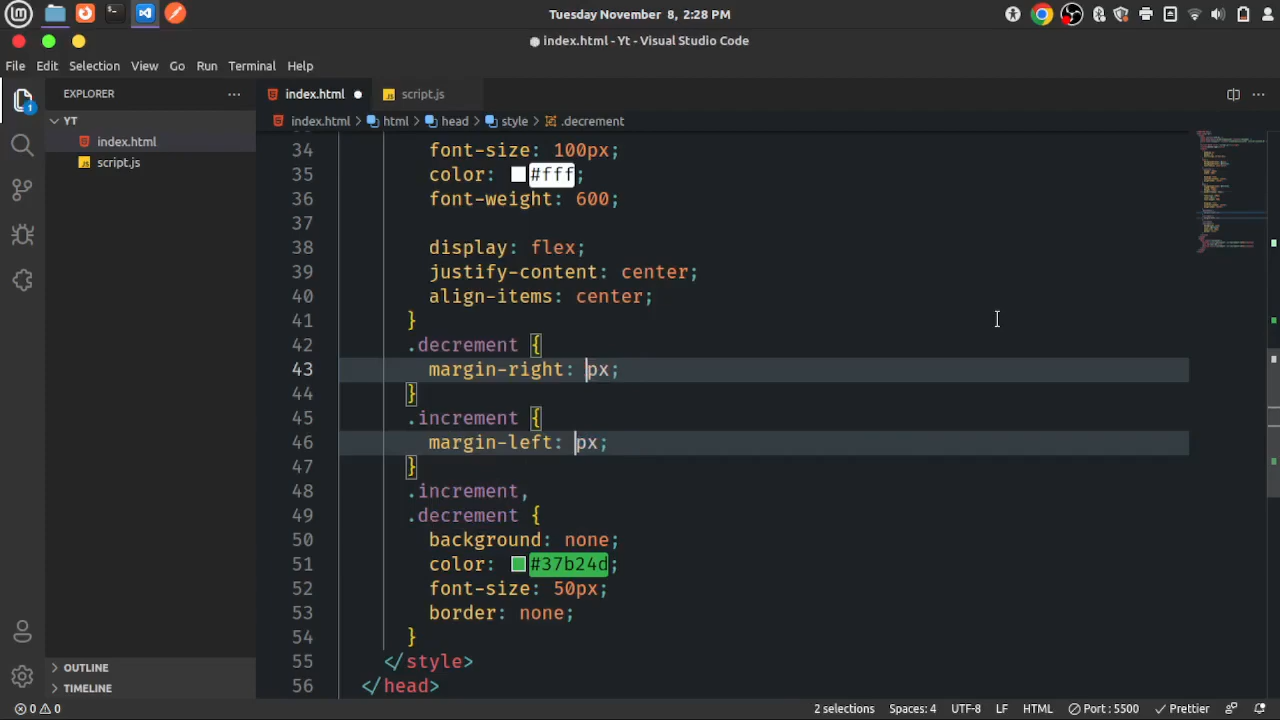 Tuesday November 8, 2:28 PM
index.html - Yt - Visual Studio Code
File Edit Selection View Go Run Terminal Help
EXPLORER
index.html
script.js
YT
index.html
script.js
index.html > html > head > style > .decrement
34 font-size: 100px;
35 color: #fff;
36 font-weight: 600;
37
38 display: flex;
39 justify-content: center;
40 align-items: center;
41 }
42 .decrement {
43 margin-right: px;
44 }
45 .increment {
46 margin-left: px;
47 }
48 .increment,
49 .decrement {
50 background: none;
51 color: #37b24d;
52 font-size: 50px;
53 border: none;
54 }
55 </style>
56 </head>
OUTLINE
TIMELINE
1
0 0 2 selections Spaces: 4 UTF-8 LF HTML Port : 5500 Prettier